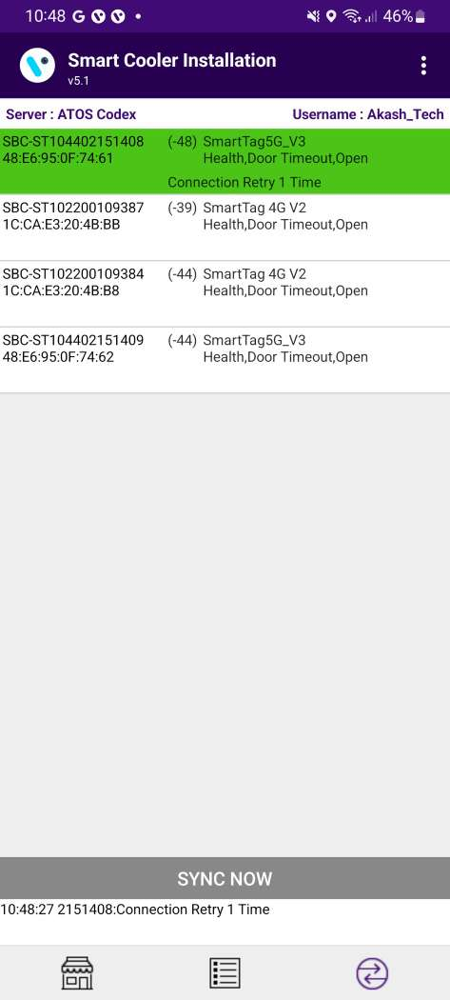 10:48 G 46%
Smart Cooler Installation
v5.1
Server : ATOS Codex Username : Akash_Tech
SBC-ST104402151408 (-48) SmartTag5G_V3
48:E6:95:0F:74:61 Health,Door Timeout,Open
Connection Retry 1 Time
SBC-ST102200109387 (-39) SmartTag 4G V2
1C:CA:E3:20:4B:BB Health,Door Timeout,Open
SBC-ST102200109384 (-44) SmartTag 4G V2
1C:CA:E3:20:4B:B8 Health,Door Timeout,Open
SBC-ST104402151409 (-44) SmartTag5G_V3
48:E6:95:0F:74:62 Health,Door Timeout,Open
SYNC NOW
10:48:27 2151408:Connection Retry 1 Time